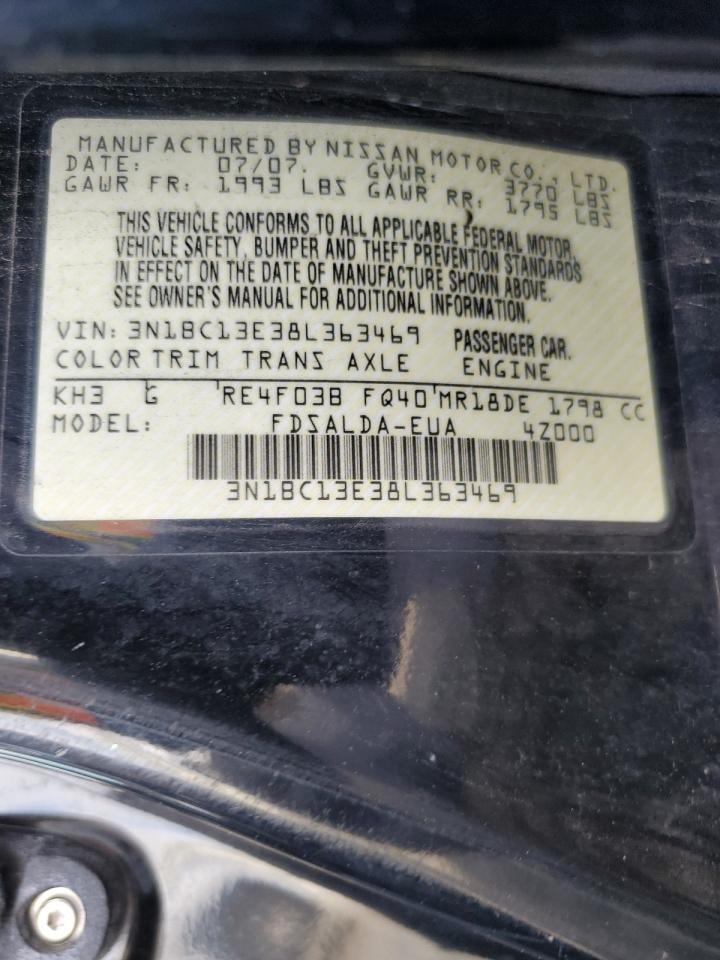 MANUFACTURED BY NISSAN MOTOR CO., LTD.
DATE: 07/07. GVWR: 3770 LBS
GAWR FR: 1993 LBS GAWR RR: 1795 LBS
THIS VEHICLE CONFORMS TO ALL APPLICABLE FEDERAL MOTOR
VEHICLE SAFETY, BUMPER AND THEFT PREVENTION STANDARDS
IN EFFECT ON THE DATE OF MANUFACTURE SHOWN ABOVE.
SEE OWNER'S MANUAL FOR ADDITIONAL INFORMATION.
VIN: 3N1BC13E38L363469 PASSENGER CAR.
COLOR TRIM TRANS AXLE ENGINE
KH3 G RE4F03B FQ40 MR18DE 1798 CC
MODEL: FDSALDA-EUA 4Z000
3N1BC13E38L363469